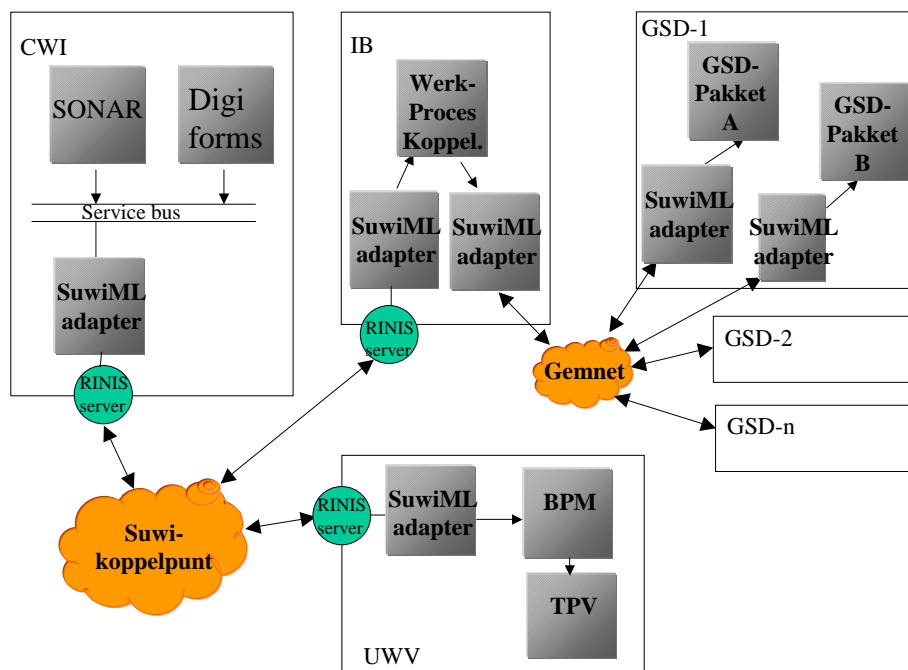 CWI
SONAR
Digi
forms
Service bus
SuwiML
adapter
RINIS
server
IB
Werk-
Proces
Koppel.
SuwiML
adapter
SuwiML
adapter
RINIS
server
GSD-1
GSD-
Pakket
A
GSD-
Pakket
B
SuwiML
adapter
SuwiML
adapter
Gemnet
GSD-2
GSD-n
Suwi-
koppelpunt
RINIS
server
SuwiML
adapter
BPM
TPV
UWV